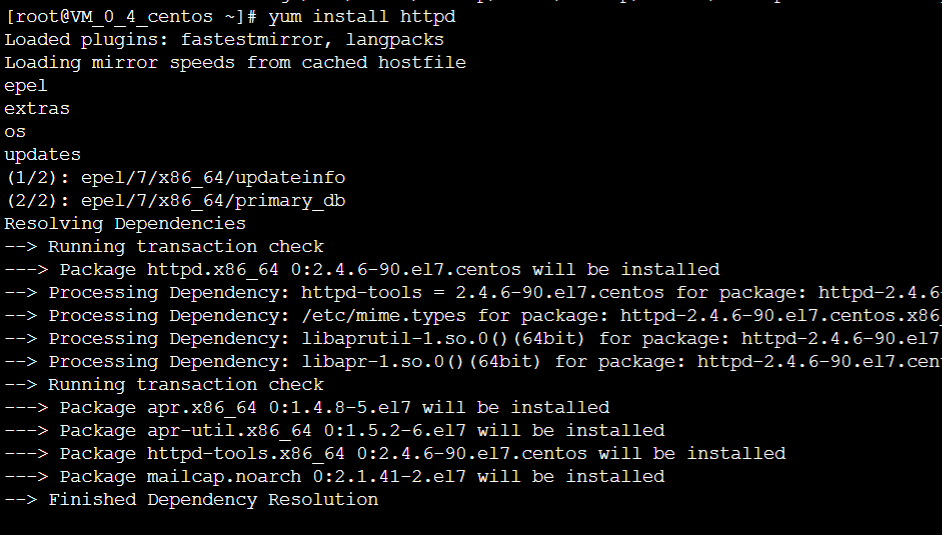 [root@VM_0_4_centos ~]# yum install httpd
Loaded plugins: fastestmirror, langpacks
Loading mirror speeds from cached hostfile
epel
extras
os
updates
(1/2): epel/7/x86_64/updateinfo
(2/2): epel/7/x86_64/primary_db
Resolving Dependencies
--> Running transaction check
---> Package httpd.x86_64 0:2.4.6-90.el7.centos will be installed
--> Processing Dependency: httpd-tools = 2.4.6-90.el7.centos for package: httpd-2.4.6-
--> Processing Dependency: /etc/mime.types for package: httpd-2.4.6-90.el7.centos.x86
--> Processing Dependency: libaprutil-1.so.0()(64bit) for package: httpd-2.4.6-90.el7
--> Processing Dependency: libapr-1.so.0()(64bit) for package: httpd-2.4.6-90.el7.cen
--> Running transaction check
---> Package apr.x86_64 0:1.4.8-5.el7 will be installed
---> Package apr-util.x86_64 0:1.5.2-6.el7 will be installed
---> Package httpd-tools.x86_64 0:2.4.6-90.el7.centos will be installed
---> Package mailcap.noarch 0:2.1.41-2.el7 will be installed
--> Finished Dependency Resolution